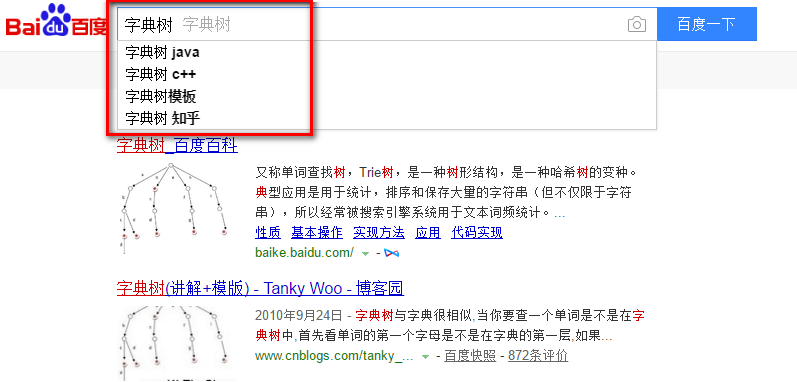 Bai du 百度 字典树 字典树 百度一下
字典树 java
字典树 c++
字典树模板
字典树 知乎
字典树_百度百科
又称单词查找树，Trie树，是一种树形结构，是一种哈希树的变种。
典型应用是用于统计，排序和保存大量的字符串（但不仅限于字符
串），所以经常被搜索引擎系统用于文本词频统计。...
性质 基本操作 实现方法 应用 代码实现
baike.baidu.com/ -
字典树(讲解+模版) - Tanky Woo - 博客园
2010年9月24日 - 字典树与字典很相似,当你要查一个单词是不是在字
典树中,首先看单词的第一个字母是不是在字典的第一层,如果...
www.cnblogs.com/tanky_... - 百度快照 - 872条评价